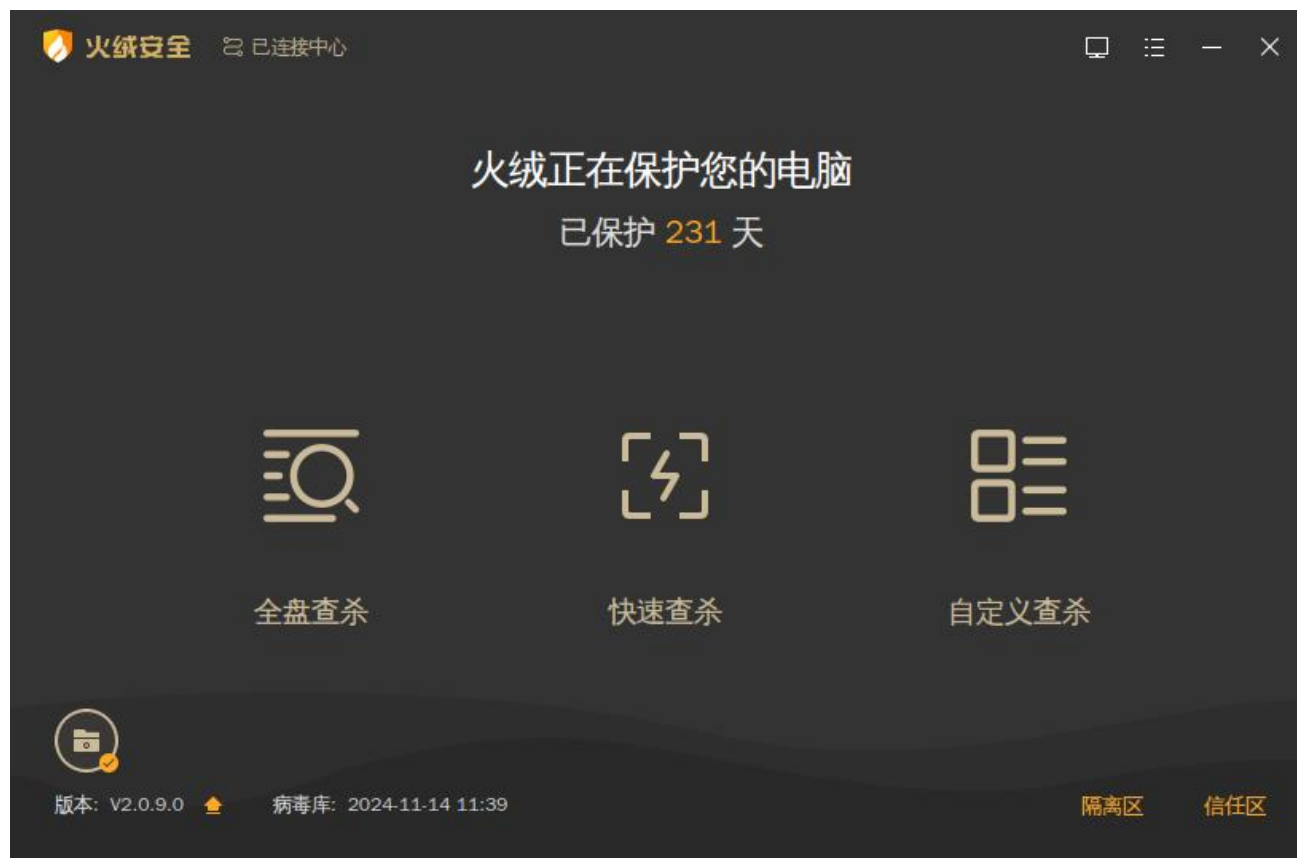 火绒安全 已连接中心
火绒正在保护您的电脑
已保护 231 天
全盘查杀 快速查杀 自定义查杀
版本: V2.0.9.0 病毒库: 2024-11-14 11:39 隔离区 信任区